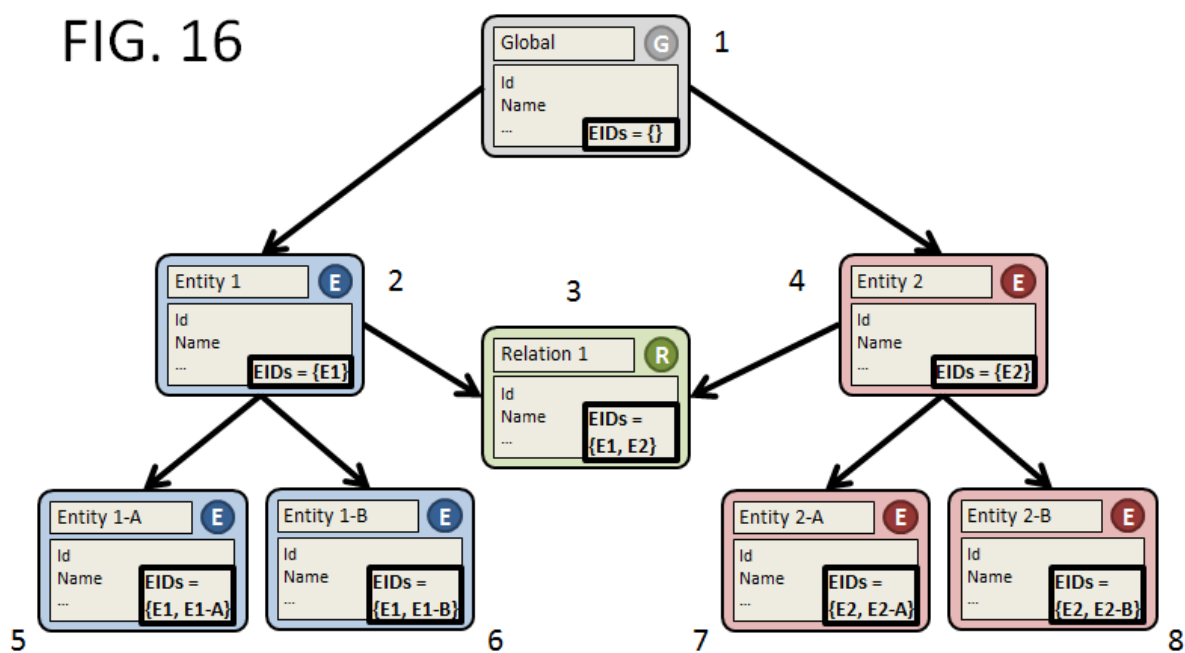 FIG. 16
Global
G
1
Id
Name
...
EIDs = {}
Entity 1
E
2
Id
Name
...
EIDs = {E1}
3
Relation 1
R
Id
Name
...
EIDs =
{E1, E2}
4
Entity 2
E
Id
Name
...
EIDs = {E2}
Entity 1-A
E
Id
Name
...
EIDs =
{E1, E1-A}
5
Entity 1-B
E
Id
Name
...
EIDs =
{E1, E1-B}
6
Entity 2-A
E
Id
Name
...
EIDs =
{E2, E2-A}
7
Entity 2-B
E
Id
Name
...
EIDs =
{E2, E2-B}
8